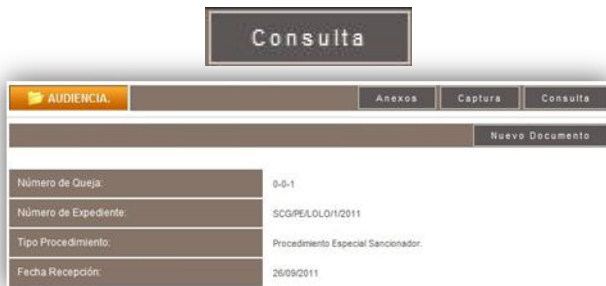 Consulta
AUDIENCIA. Anexos Captura Consulta
Nuevo Documento
Número de Queja: 0-0-1
Número de Expediente: SCG/PE/LOLO/1/2011
Tipo Procedimiento: Procedimiento Especial Sancionador.
Fecha Recepción: 26/09/2011